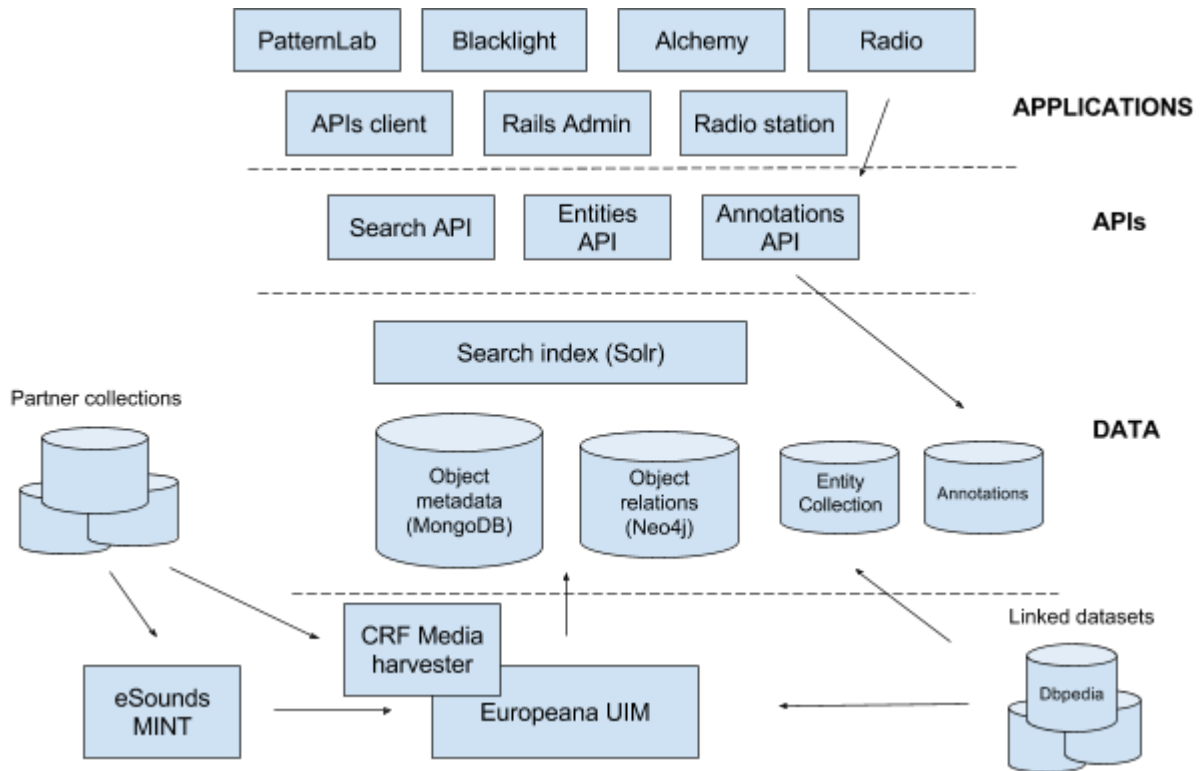 PatternLab
Blacklight
Alchemy
Radio
APPLICATIONS
APIs client
Rails Admin
Radio station
Search API
Entities
API
Annotations
API
APIs
Search index (Solr)
Partner collections
DATA
Object
metadata
(MongoDB)
Object
relations
(Neo4j)
Entity
Collection
Annotations
Linked datasets
CRF Media
harvester
eSounds
MINT
Europeana UIM
Dbpedia